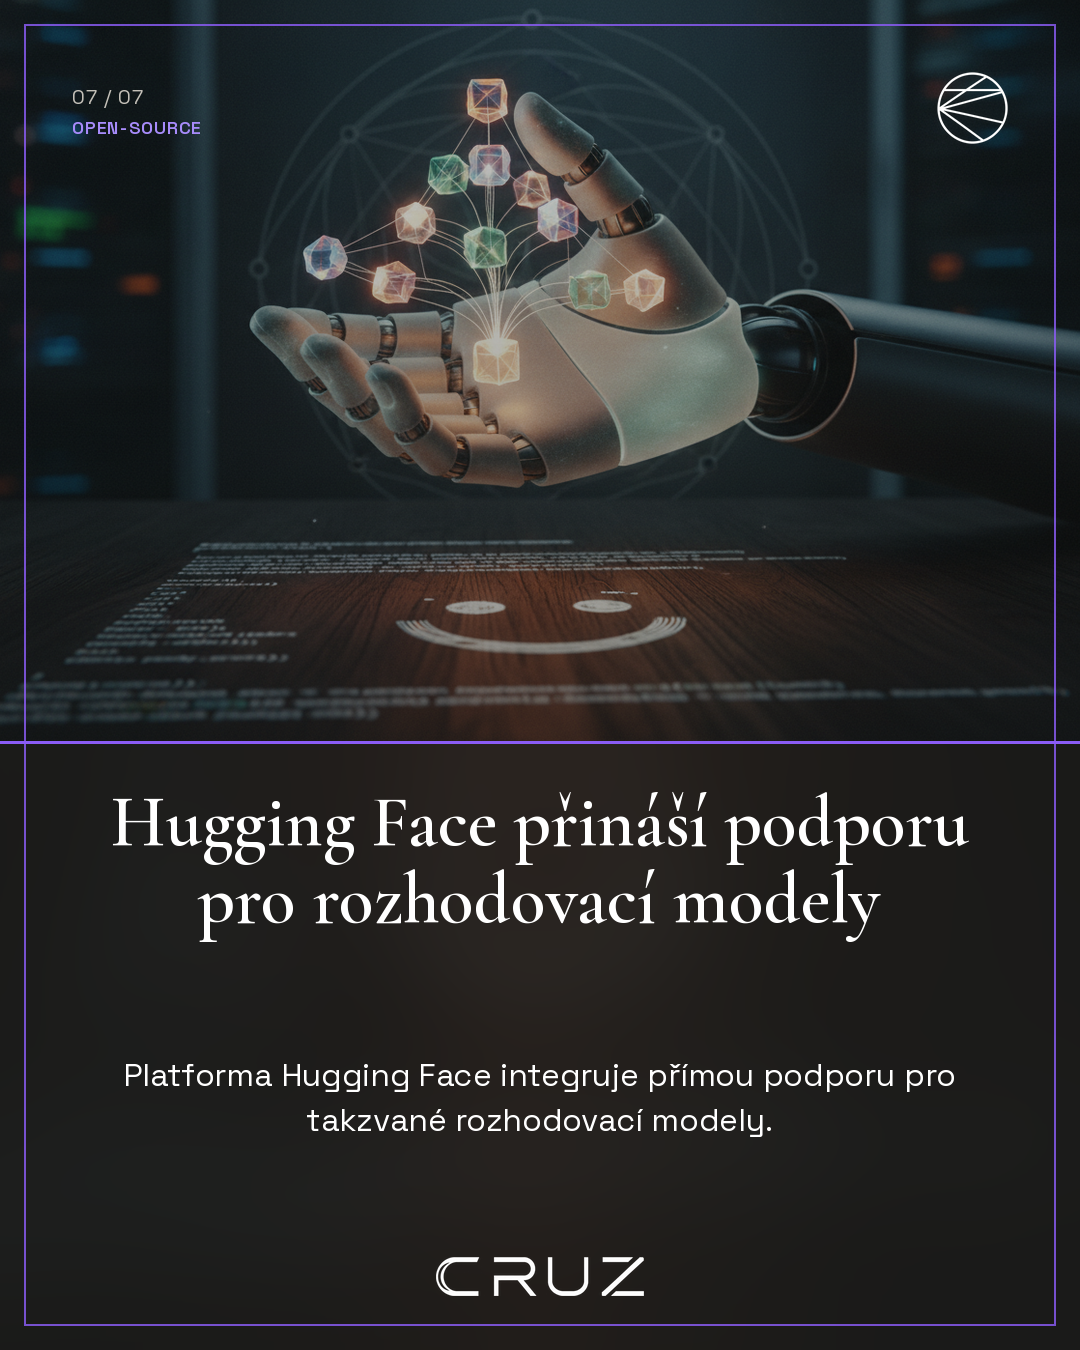 07 / 07
OPEN-SOURCE
Hugging Face přináší podporu
pro rozhodovací modely
Platforma Hugging Face integruje přímou podporu pro
takzvané rozhodovací modely.
CRUZ